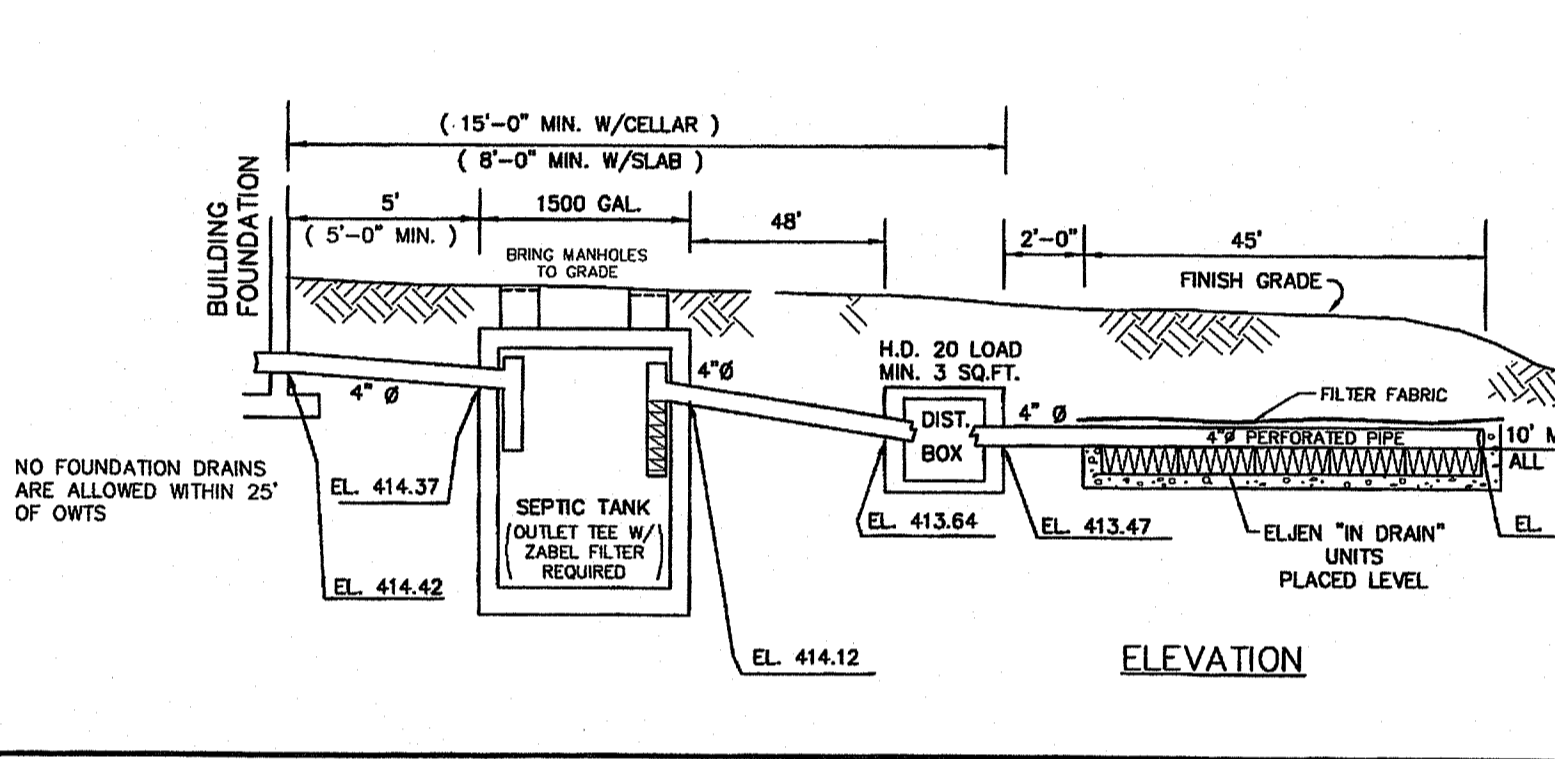 ( 15'-0" MIN. W/CELLAR )
( 8'-0" MIN. W/SLAB )
BUILDING
FOUNDATION
5'
( 5'-0" MIN. )
1500 GAL.
48'
2'-0"
45'
BRING MANHOLES
TO GRADE
FINISH GRADE
H.D. 20 LOAD
MIN. 3 SQ.FT.
4" Ø
4"Ø
4" Ø
FILTER FABRIC
DIST.
BOX
4"Ø PERFORATED PIPE
10' M
ALL
NO FOUNDATION DRAINS
ARE ALLOWED WITHIN 25'
OF OWTS
EL. 414.37
SEPTIC TANK
(OUTLET TEE W/
ZABEL FILTER
REQUIRED)
EL. 413.64
EL. 413.47
ELJEN "IN DRAIN"
UNITS
PLACED LEVEL
EL.
EL. 414.42
EL. 414.12
ELEVATION